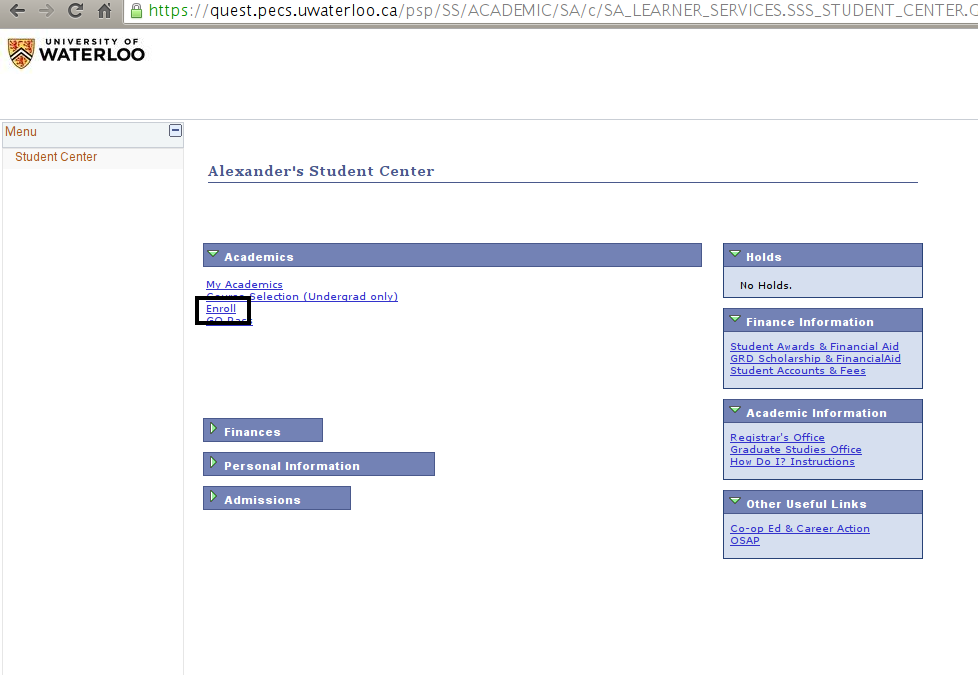 https://quest.pecs.uwaterloo.ca/psp/SS/ACADEMIC/SA/c/SA_LEARNER_SERVICES.SSS_STUDENT_CENTER.
UNIVERSITY OF
WATERLOO
Menu
Student Center
Alexander's Student Center
Academics
My Academics
Course Selection (Undergrad only)
Enroll
GO Pass
Finances
Personal Information
Admissions
Holds
No Holds.
Finance Information
Student Awards & Financial Aid
GRD Scholarship & FinancialAid
Student Accounts & Fees
Academic Information
Registrar's Office
Graduate Studies Office
How Do I? Instructions
Other Useful Links
Co-op Ed & Career Action
OSAP